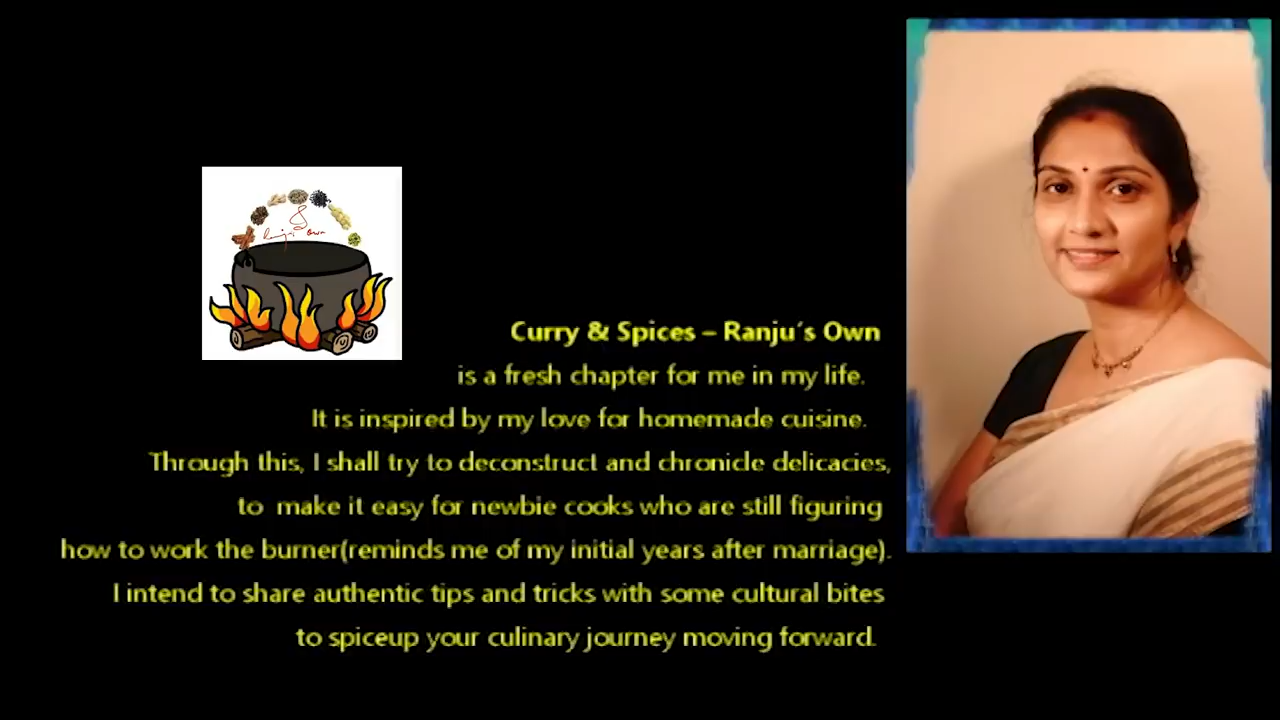 & 
Ranju's Own
Curry & Spices – Ranju´s Own
is a fresh chapter for me in my life.
It is inspired by my love for homemade cuisine.
Through this, I shall try to deconstruct and chronicle delicacies,
to  make it easy for newbie cooks who are still figuring
how to work the burner(reminds me of my initial years after marriage).
I intend to share authentic tips and tricks with some cultural bites
to spiceup your culinary journey moving forward.